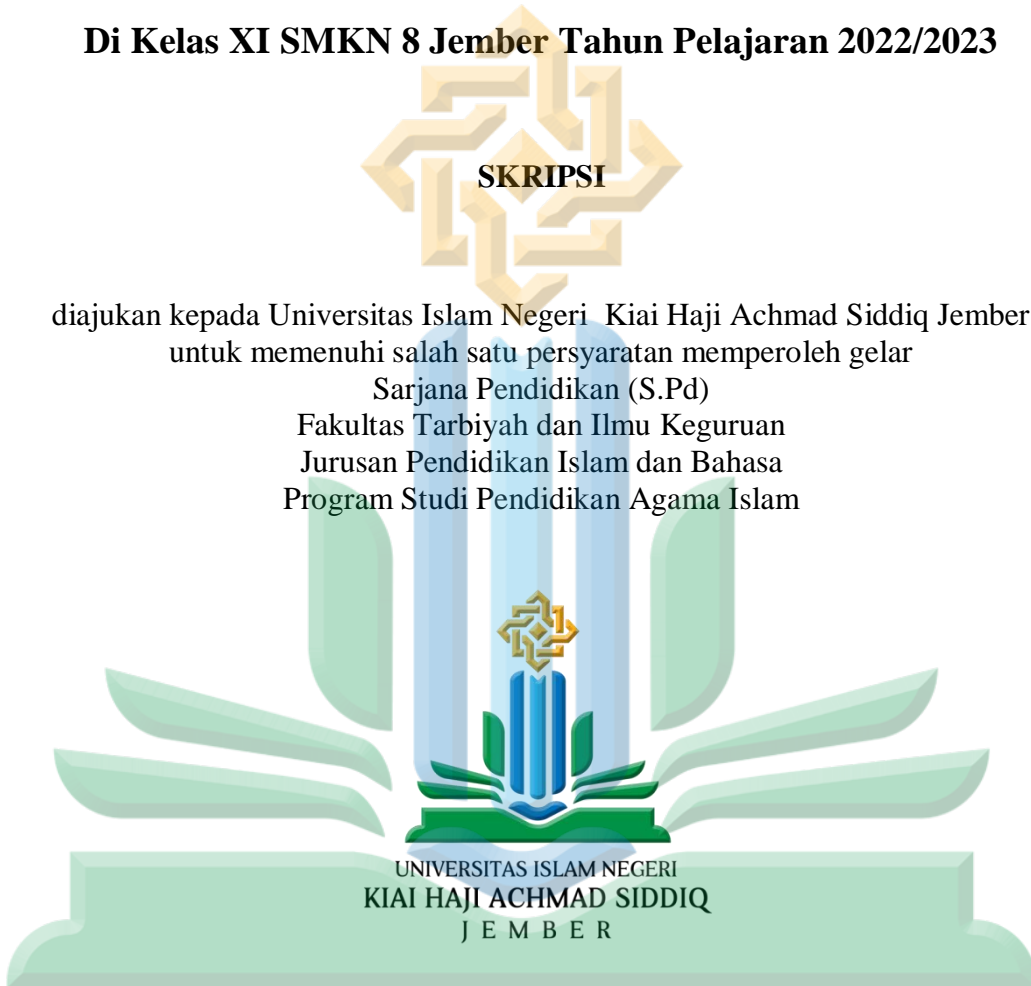 Di Kelas XI SMKN 8 Jember Tahun Pelajaran 2022/2023
SKRIPSI
diajukan kepada Universitas Islam Negeri Kiai Haji Achmad Siddiq Jember
untuk memenuhi salah satu persyaratan memperoleh gelar
Sarjana Pendidikan (S.Pd)
Fakultas Tarbiyah dan Ilmu Keguruan
Jurusan Pendidikan Islam dan Bahasa
Program Studi Pendidikan Agama Islam
UNIVERSITAS ISLAM NEGERI
KIAI HAJI ACHMAD SIDDIQ
JEMBER